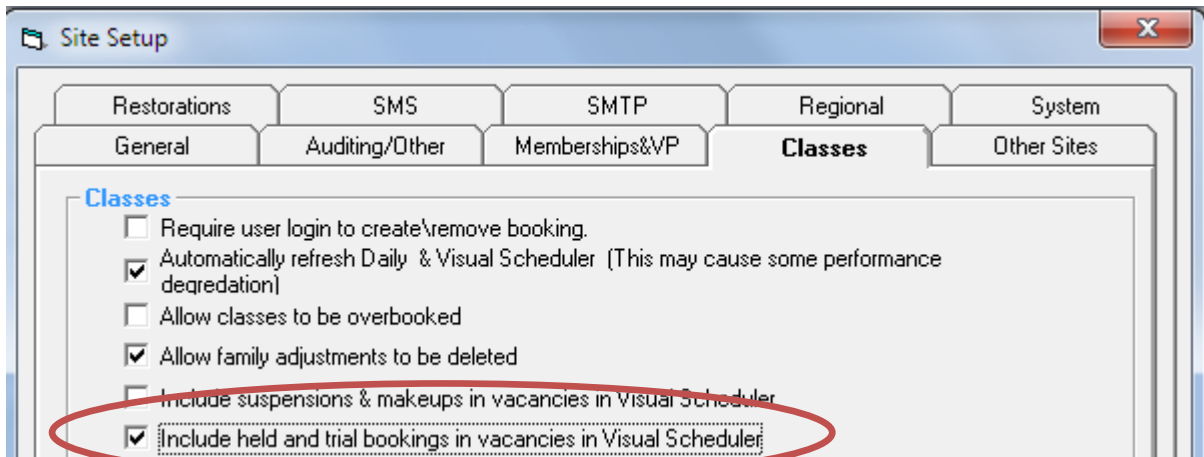 Site Setup
Restorations SMS SMTP Regional System
General Auditing/Other Memberships&VP Classes Other Sites
Classes
Require user login to create\remove booking.
Automatically refresh Daily & Visual Scheduler (This may cause some performance
degredation)
Allow classes to be overbooked
Allow family adjustments to be deleted
Include suspensions & makeups in vacancies in Visual Scheduler
Include held and trial bookings in vacancies in Visual Scheduler